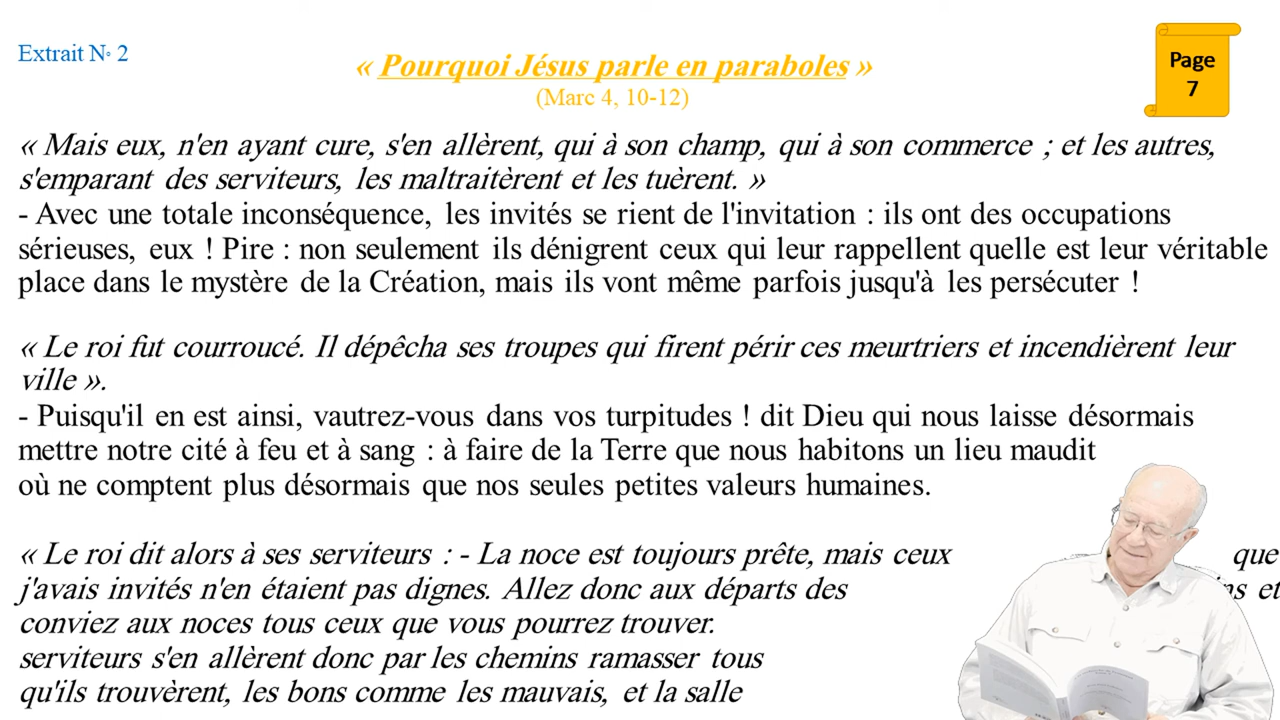 Extrait N° 2
« Pourquoi Jésus parle en paraboles »
(Marc 4, 10-12)
Page
7
« Mais eux, n'en ayant cure, s'en allèrent, qui à son champ, qui à son commerce ; et les autres,
s'emparant des serviteurs, les maltraitèrent et les tuèrent. »
- Avec une totale inconséquence, les invités se rient de l'invitation : ils ont des occupations
sérieuses, eux ! Pire : non seulement ils dénigrent ceux qui leur rappellent quelle est leur véritable
place dans le mystère de la Création, mais ils vont même parfois jusqu'à les persécuter !
« Le roi fut courroucé. Il dépêcha ses troupes qui firent périr ces meurtriers et incendièrent leur
ville ».
- Puisqu'il en est ainsi, vautrez-vous dans vos turpitudes ! dit Dieu qui nous laisse désormais
mettre notre cité à feu et à sang : à faire de la Terre que nous habitons un lieu maudit
où ne comptent plus désormais que nos seules petites valeurs humaines.
« Le roi dit alors à ses serviteurs : - La noce est toujours prête, mais ceux que
j'avais invités n'en étaient pas dignes. Allez donc aux départs des et
conviez aux noces tous ceux que vous pourrez trouver.
serviteurs s'en allèrent donc par les chemins ramasser tous
qu'ils trouvèrent, les bons comme les mauvais, et la salle